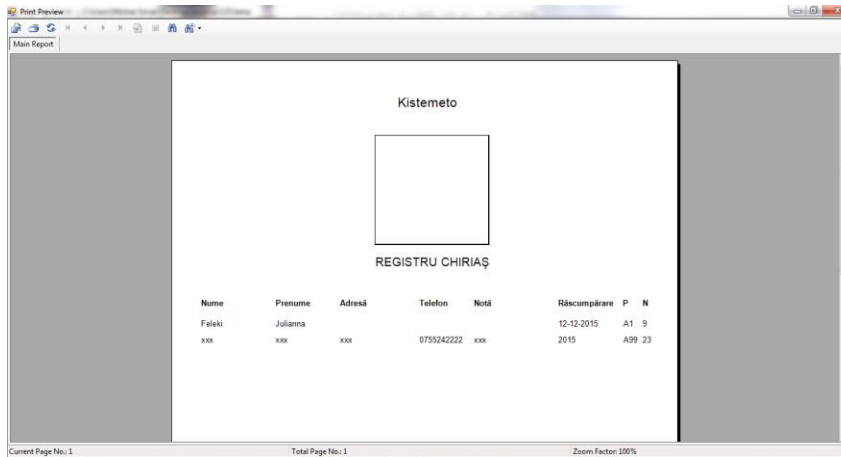 Print Preview
Main Report
Kistemeto
REGISTRU CHIRIAȘ
Nume Prenume Adresă Telefon Notă Răscumpărare P N
Feleki Julianna 12-12-2015 A1 9
xxx xxx xxx 0755242222 xxx 2015 A99 23
Current Page No.: 1 Total Page No.: 1 Zoom Factor: 100%